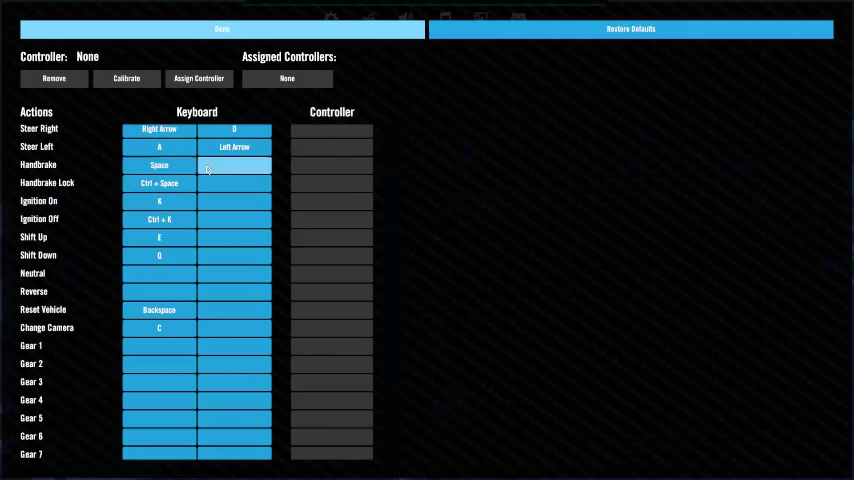 Done Restore Defaults
Controller: None Assigned Controllers:
Remove Calibrate Assign Controller None
Actions Keyboard Controller
Steer Right Right Arrow D
Steer Left A Left Arrow
Handbrake Space
Handbrake Lock Ctrl + Space
Ignition On K
Ignition Off Ctrl + K
Shift Up E
Shift Down Q
Neutral
Reverse
Reset Vehicle Backspace
Change Camera C
Gear 1
Gear 2
Gear 3
Gear 4
Gear 5
Gear 6
Gear 7